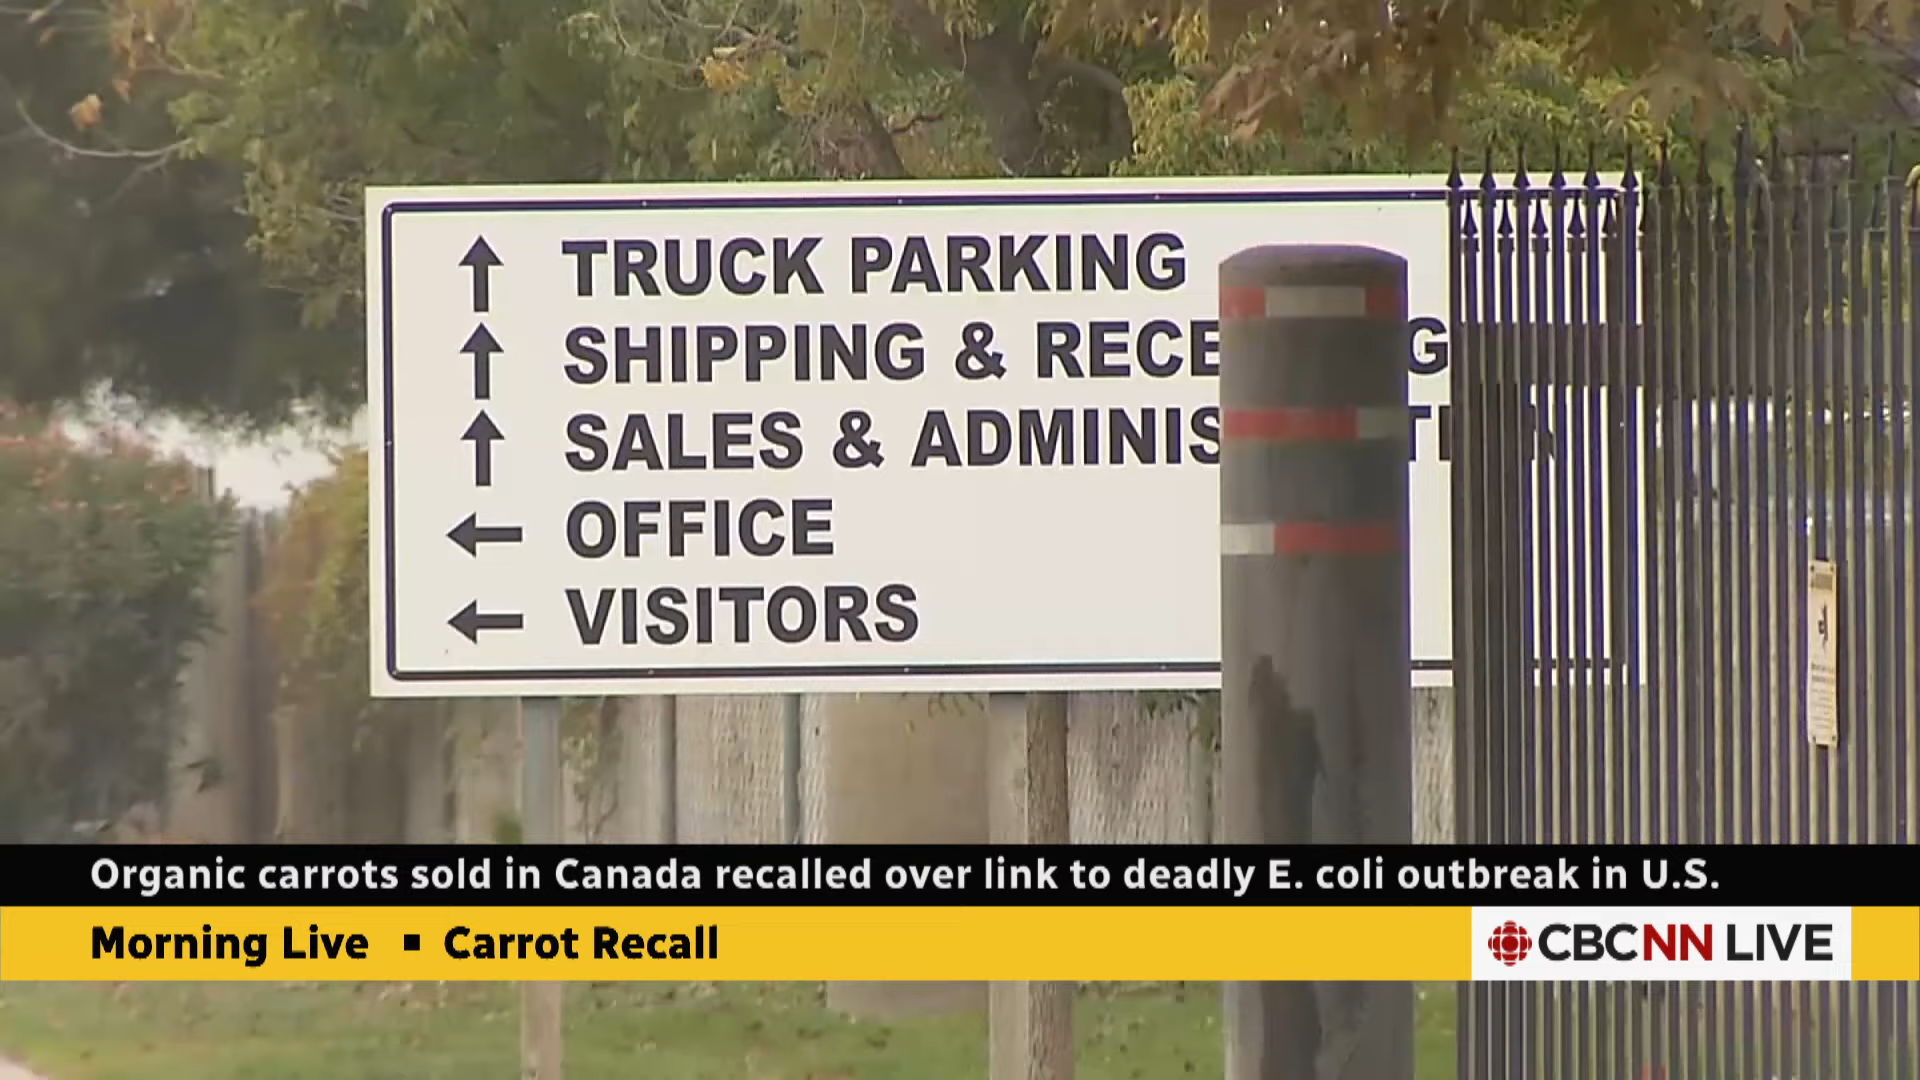 TRUCK PARKING
SHIPPING & RECE G
SALES & ADMINIS
OFFICE
VISITORS
Organic carrots sold in Canada recalled over link to deadly E. coli outbreak in U.S.
Morning Live ▪ Carrot Recall
CBCNN LIVE